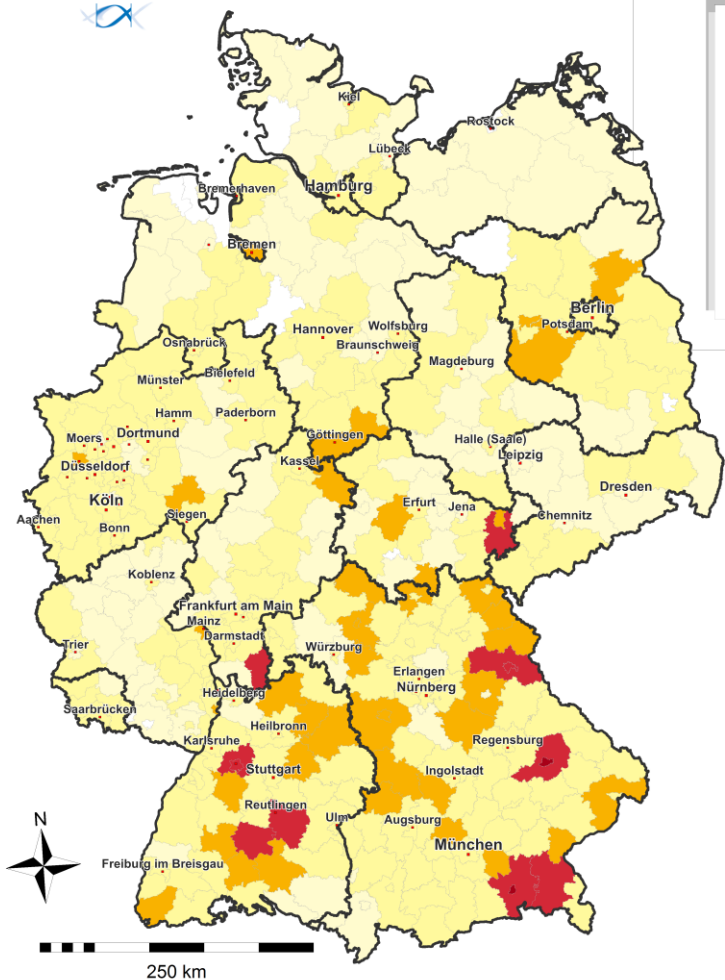 Kiel
Rostock
Lübeck
Hamburg
Bremerhaven
Bremen
Berlin
Potsdam
Hannover
Wolfsburg
Braunschweig
Osnabrück
Bielefeld
Magdeburg
Münster
Hamm
Paderborn
Moers
Dortmund
Göttingen
Halle (Saale)
Leipzig
Düsseldorf
Kassel
Köln
Dresden
Erfurt
Jena
Siegen
Chemnitz
Aachen
Bonn
Koblenz
Frankfurt am Main
Mainz
Darmstadt
Trier
Würzburg
Erlangen
Nürnberg
Heidelberg
Saarbrücken
Heilbronn
Karlsruhe
Regensburg
Stuttgart
Ingolstadt
Reutlingen
Ulm
Augsburg
München
N
Freiburg im Breisgau
250 km